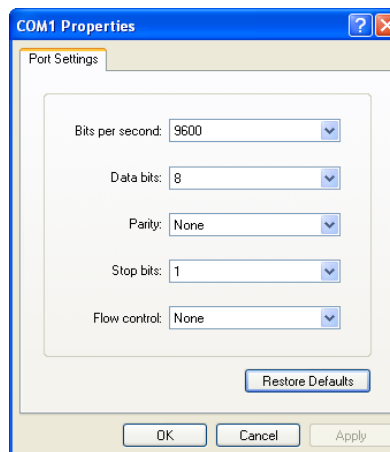 COM1 Properties
Port Settings
Bits per second: 9600
Data bits: 8
Parity: None
Stop bits: 1
Flow control: None
Restore Defaults
OK Cancel Apply